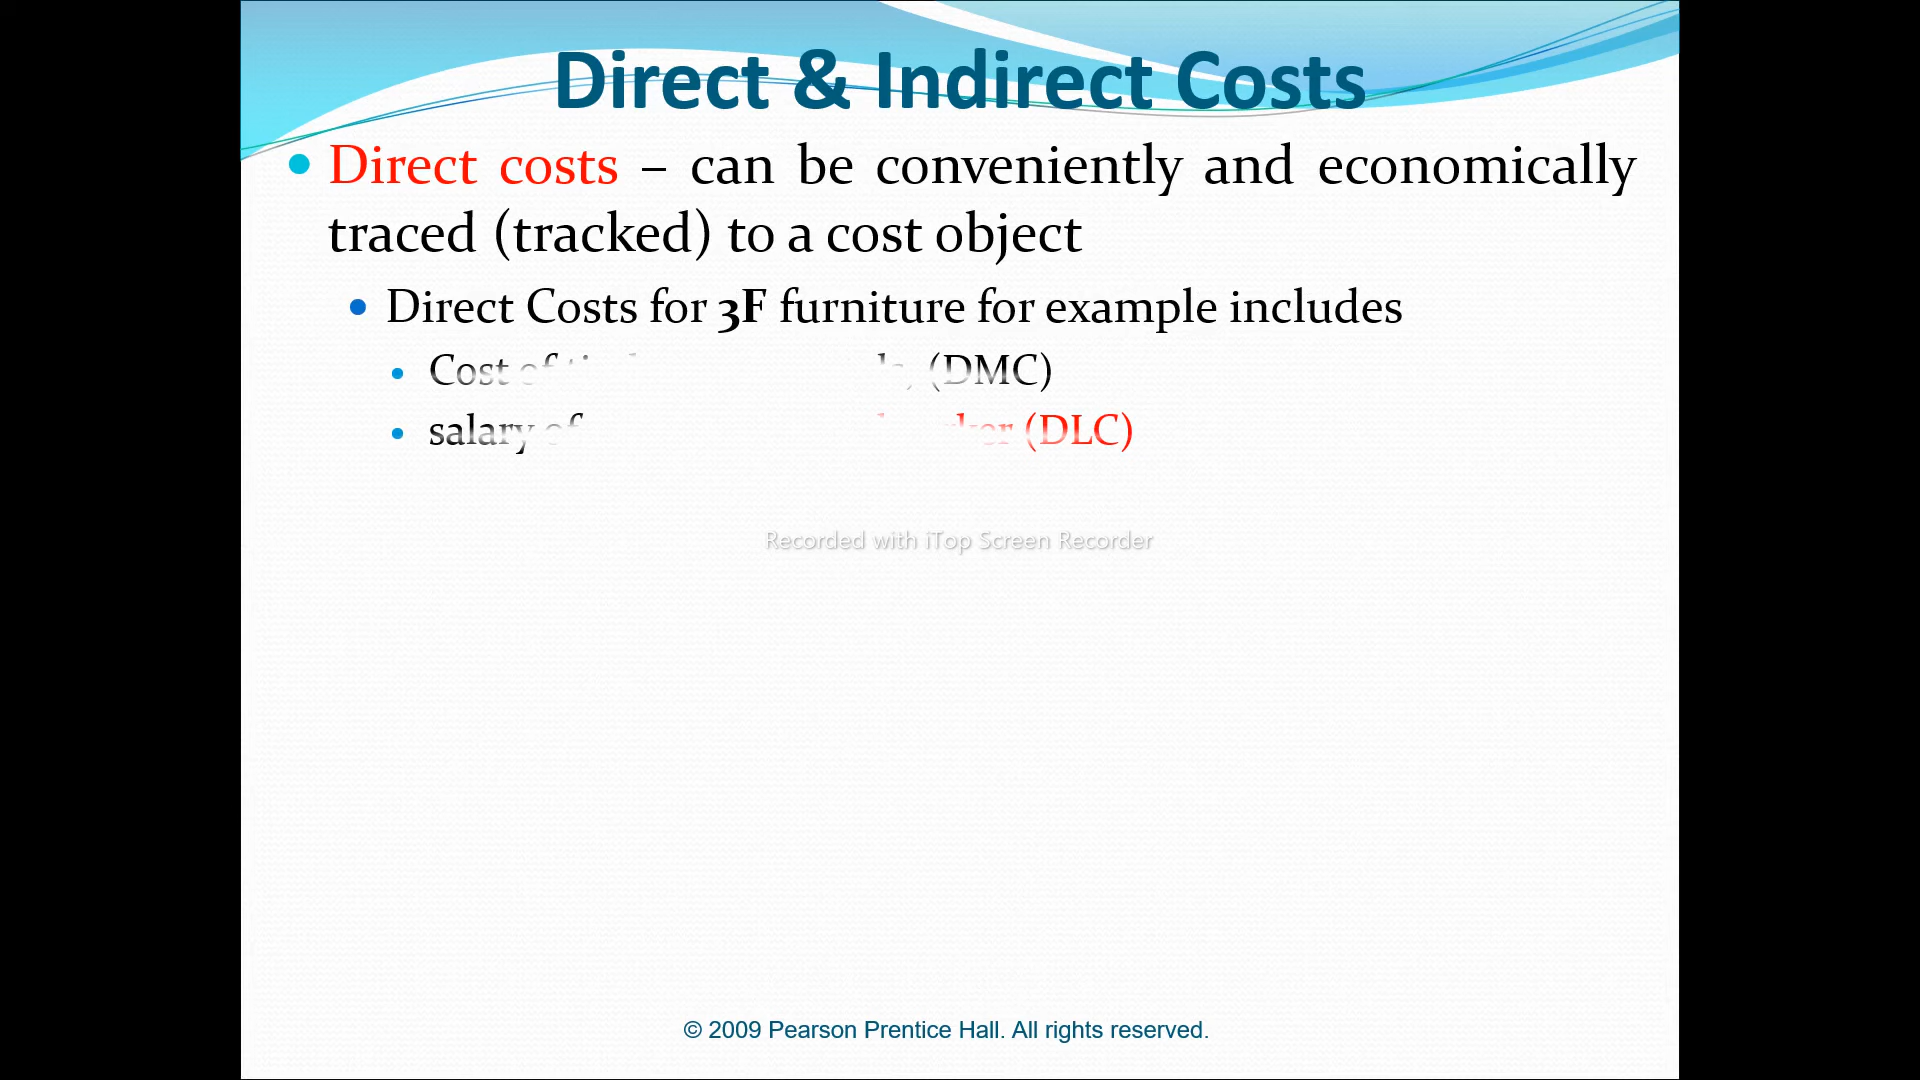 Direct & Indirect Costs
Direct costs – can be conveniently and economically
traced (tracked) to a cost object
Direct Costs for 3F furniture for example includes
Cost of (DMC)
salary of (DLC)
Recorded with iTop Screen Recorder
© 2009 Pearson Prentice Hall. All rights reserved.